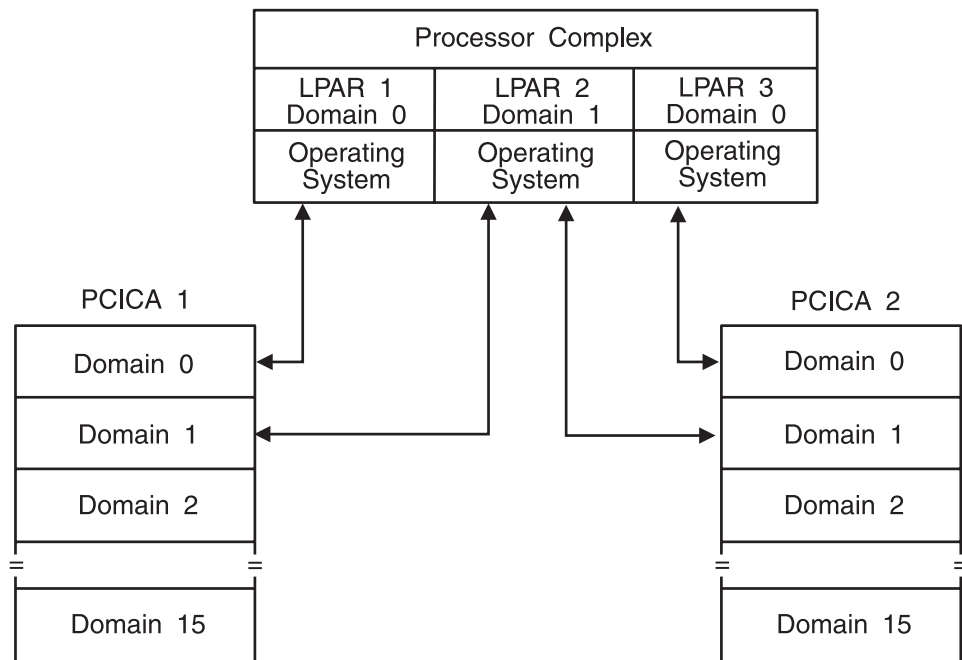 Processor Complex
LPAR 1
Domain 0
LPAR 2
Domain 1
LPAR 3
Domain 0
Operating
System
Operating
System
Operating
System
PCICA 1
Domain 0
Domain 1
Domain 2
=
=
Domain 15
PCICA 2
Domain 0
Domain 1
Domain 2
=
=
Domain 15